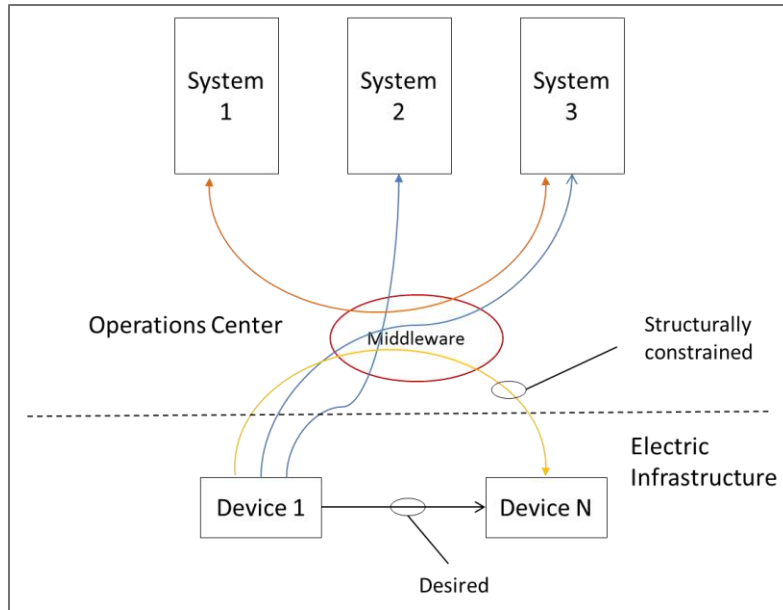 System
1
System
2
System
3
Operations Center
Middleware
Structurally
constrained
Electric
Infrastructure
Device 1
Device N
Desired